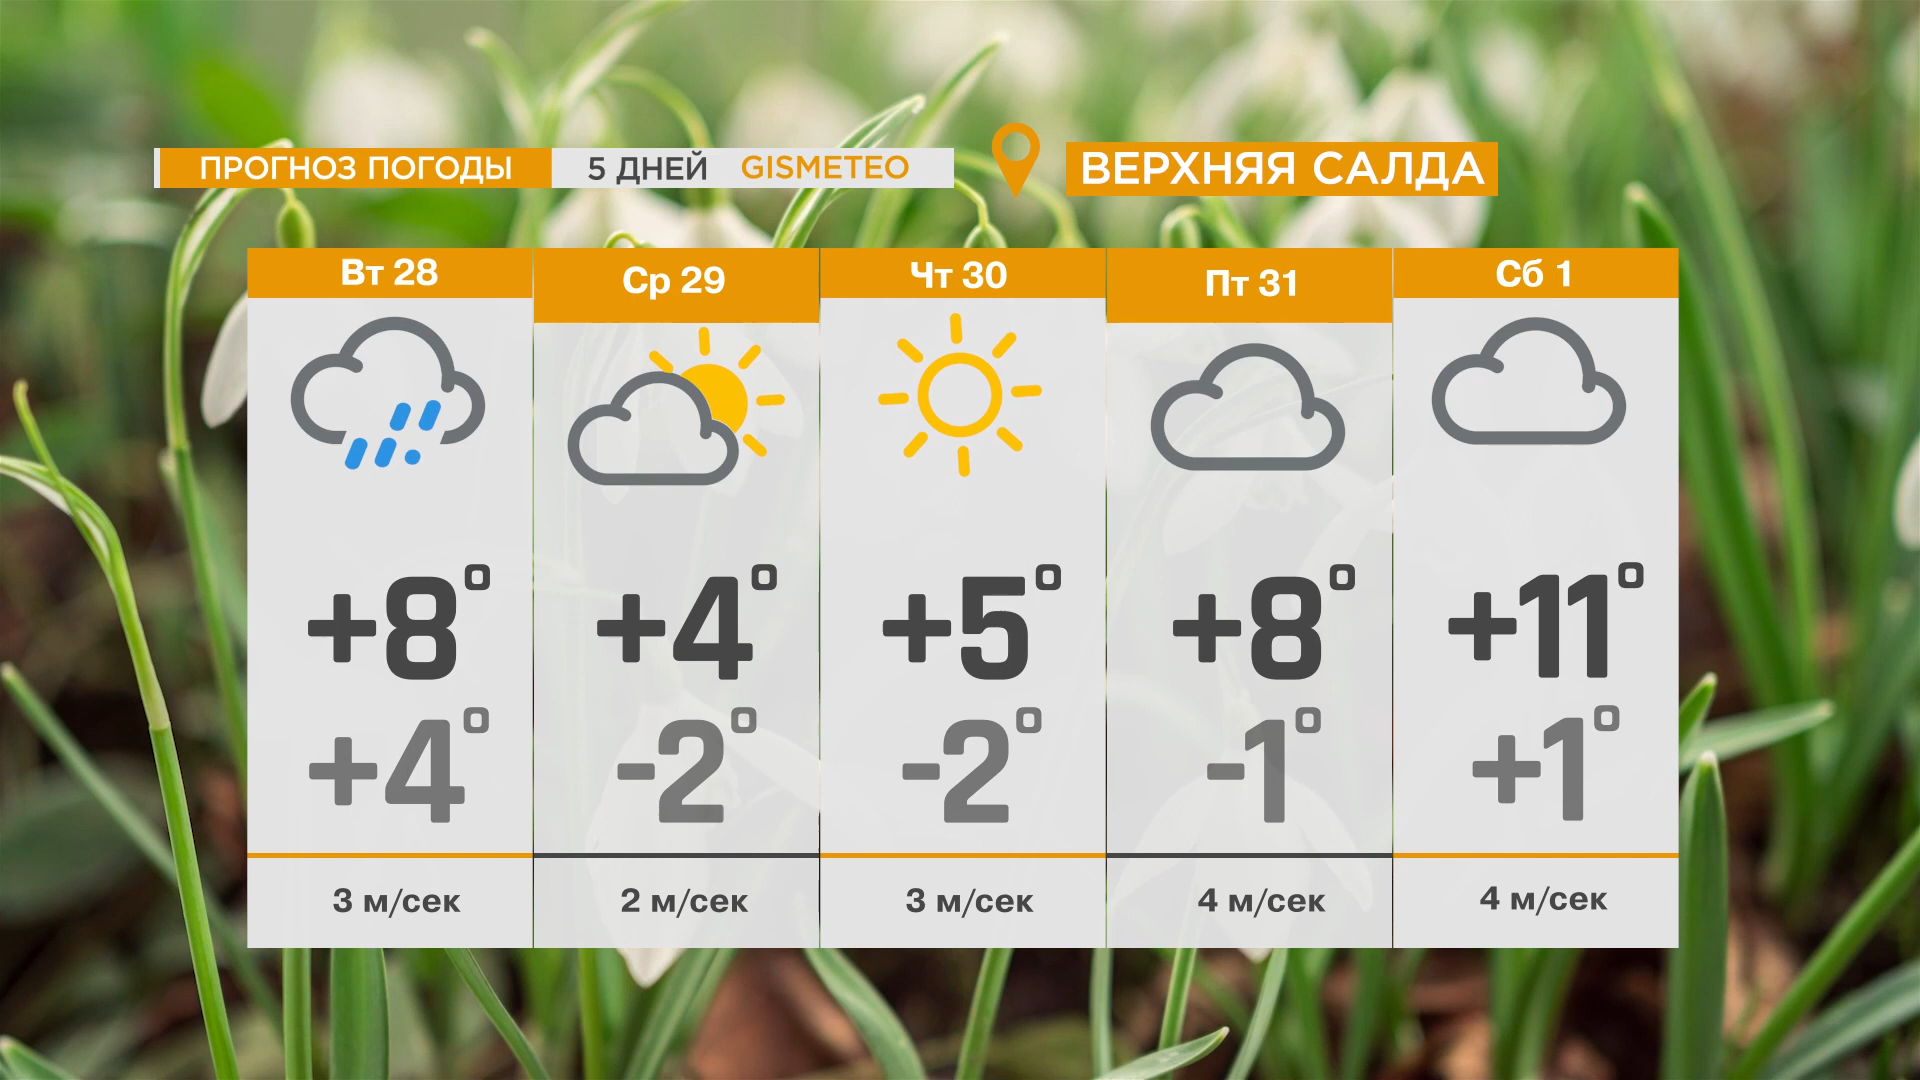 ПРОГНОЗ ПОГОДЫ 5 ДНЕЙ GISMETEO ВЕРХНЯЯ САЛДА
Вт 28 Ср 29 Чт 30 Пт 31 Сб 1
+8° +4° +5° +8° +11°
+4° -2° -2° -1° +1°
3 м/сек 2 м/сек 3 м/сек 4 м/сек 4 м/сек